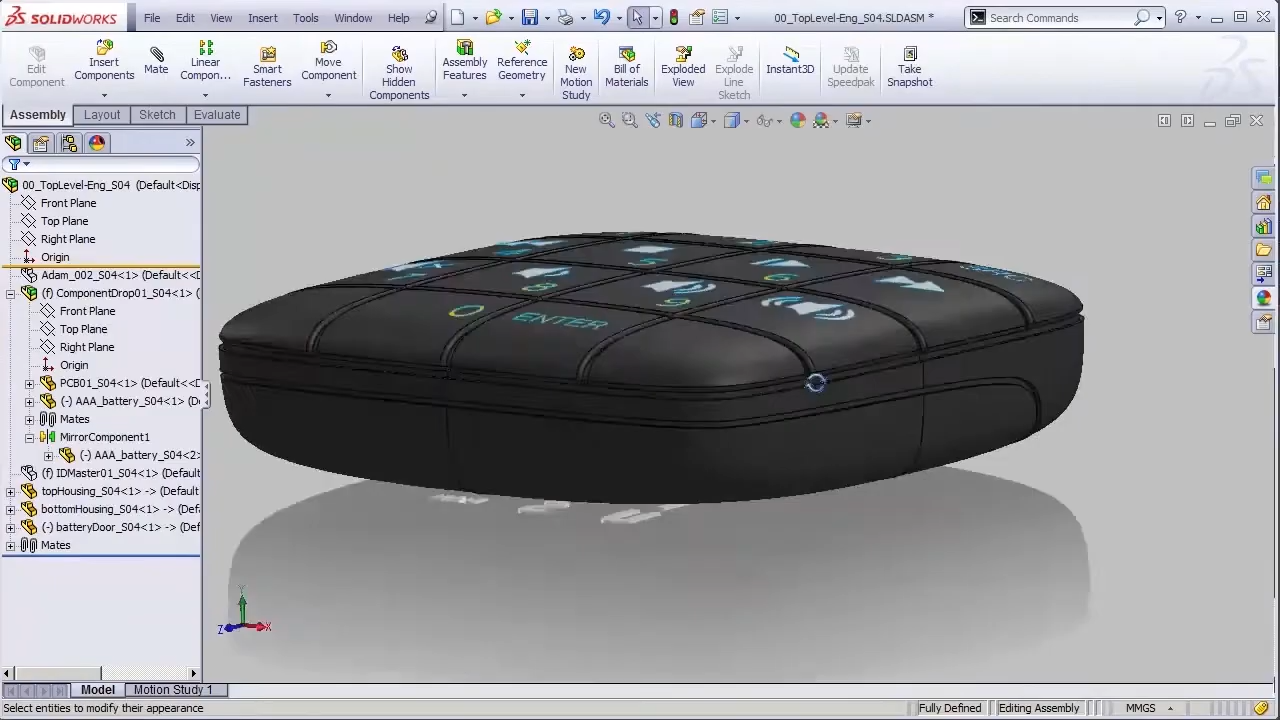 SOLIDWORKS File Edit View Insert Tools Window Help 00_TopLevel-Eng_S04.SLDASM * Search Commands
Edit Component
Insert Components
Mate
Linear Compon...
Smart Fasteners
Move Component
Show Hidden Components
Assembly Features
Reference Geometry
New Motion Study
Bill of Materials
Exploded View
Explode Line Sketch
Instant3D
Update Speedpak
Take Snapshot
Assembly Layout Sketch Evaluate
00_TopLevel-Eng_S04 (Default<Disp
Front Plane
Top Plane
Right Plane
Origin
Adam_002_S04<1> (Default<<D
(f) ComponentDrop01_S04<1> (
Front Plane
Top Plane
Right Plane
Origin
PCB01_S04<1> (Default<
(-) AAA_battery_S04<1> (D
Mates
MirrorComponent1
(-) AAA_battery_S04<2>
(f) IDMaster01_S04<1> (Default
topHousing_S04<1> -> (Default
bottomHousing_S04<1> -> (Def
(-) batteryDoor_S04<1> -> (Def
Mates
5
6
8
9
0 ENTER
Y
Z X
Model Motion Study 1
Select entities to modify their appearance Fully Defined Editing Assembly MMGS